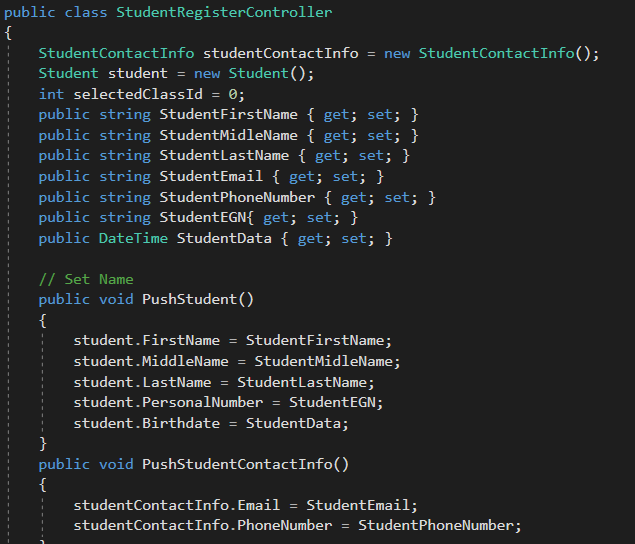 public class StudentRegisterController
{
StudentContactInfo studentContactInfo = new StudentContactInfo();
Student student = new Student();
int selectedClassId = 0;
public string StudentFirstName { get; set; }
public string StudentMidleName { get; set; }
public string StudentLastName { get; set; }
public string StudentEmail { get; set; }
public string StudentPhoneNumber { get; set; }
public string StudentEGN{ get; set; }
public DateTime StudentData { get; set; }
// Set Name
public void PushStudent()
{
student.FirstName = StudentFirstName;
student.MiddleName = StudentMidleName;
student.LastName = StudentLastName;
student.PersonalNumber = StudentEGN;
student.Birthdate = StudentData;
}
public void PushStudentContactInfo()
{
studentContactInfo.Email = StudentEmail;
studentContactInfo.PhoneNumber = StudentPhoneNumber;
}